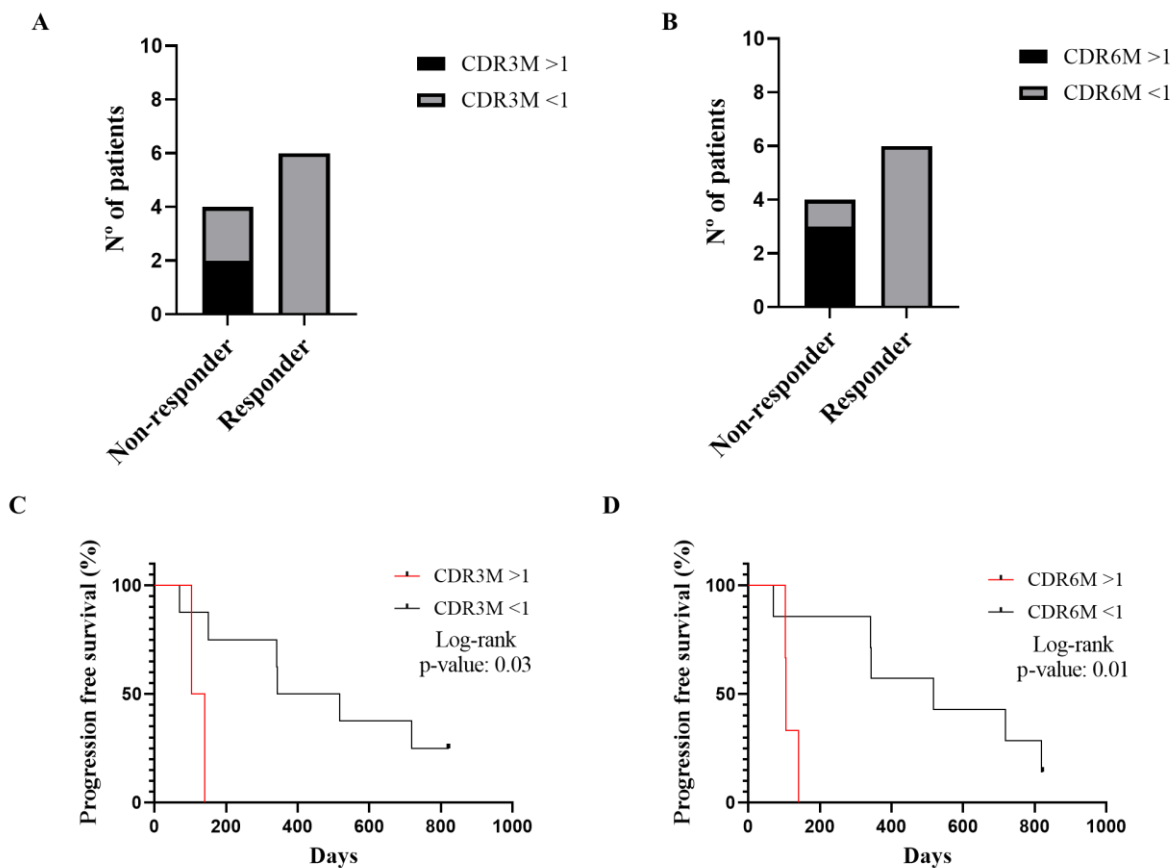 A
10
8
6
4
2
0
Nº of patients
Non-responder
Responder
CDR3M >1
CDR3M <1
B
10
8
6
4
2
0
Nº of patients
Non-responder
Responder
CDR6M >1
CDR6M <1
C
Progression free survival (%)
100
50
0
0 200 400 600 800 1000
Days
CDR3M >1
CDR3M <1
Log-rank
p-value: 0.03
D
Progression free survival (%)
100
50
0
0 200 400 600 800 1000
Days
CDR6M >1
CDR6M <1
Log-rank
p-value: 0.01